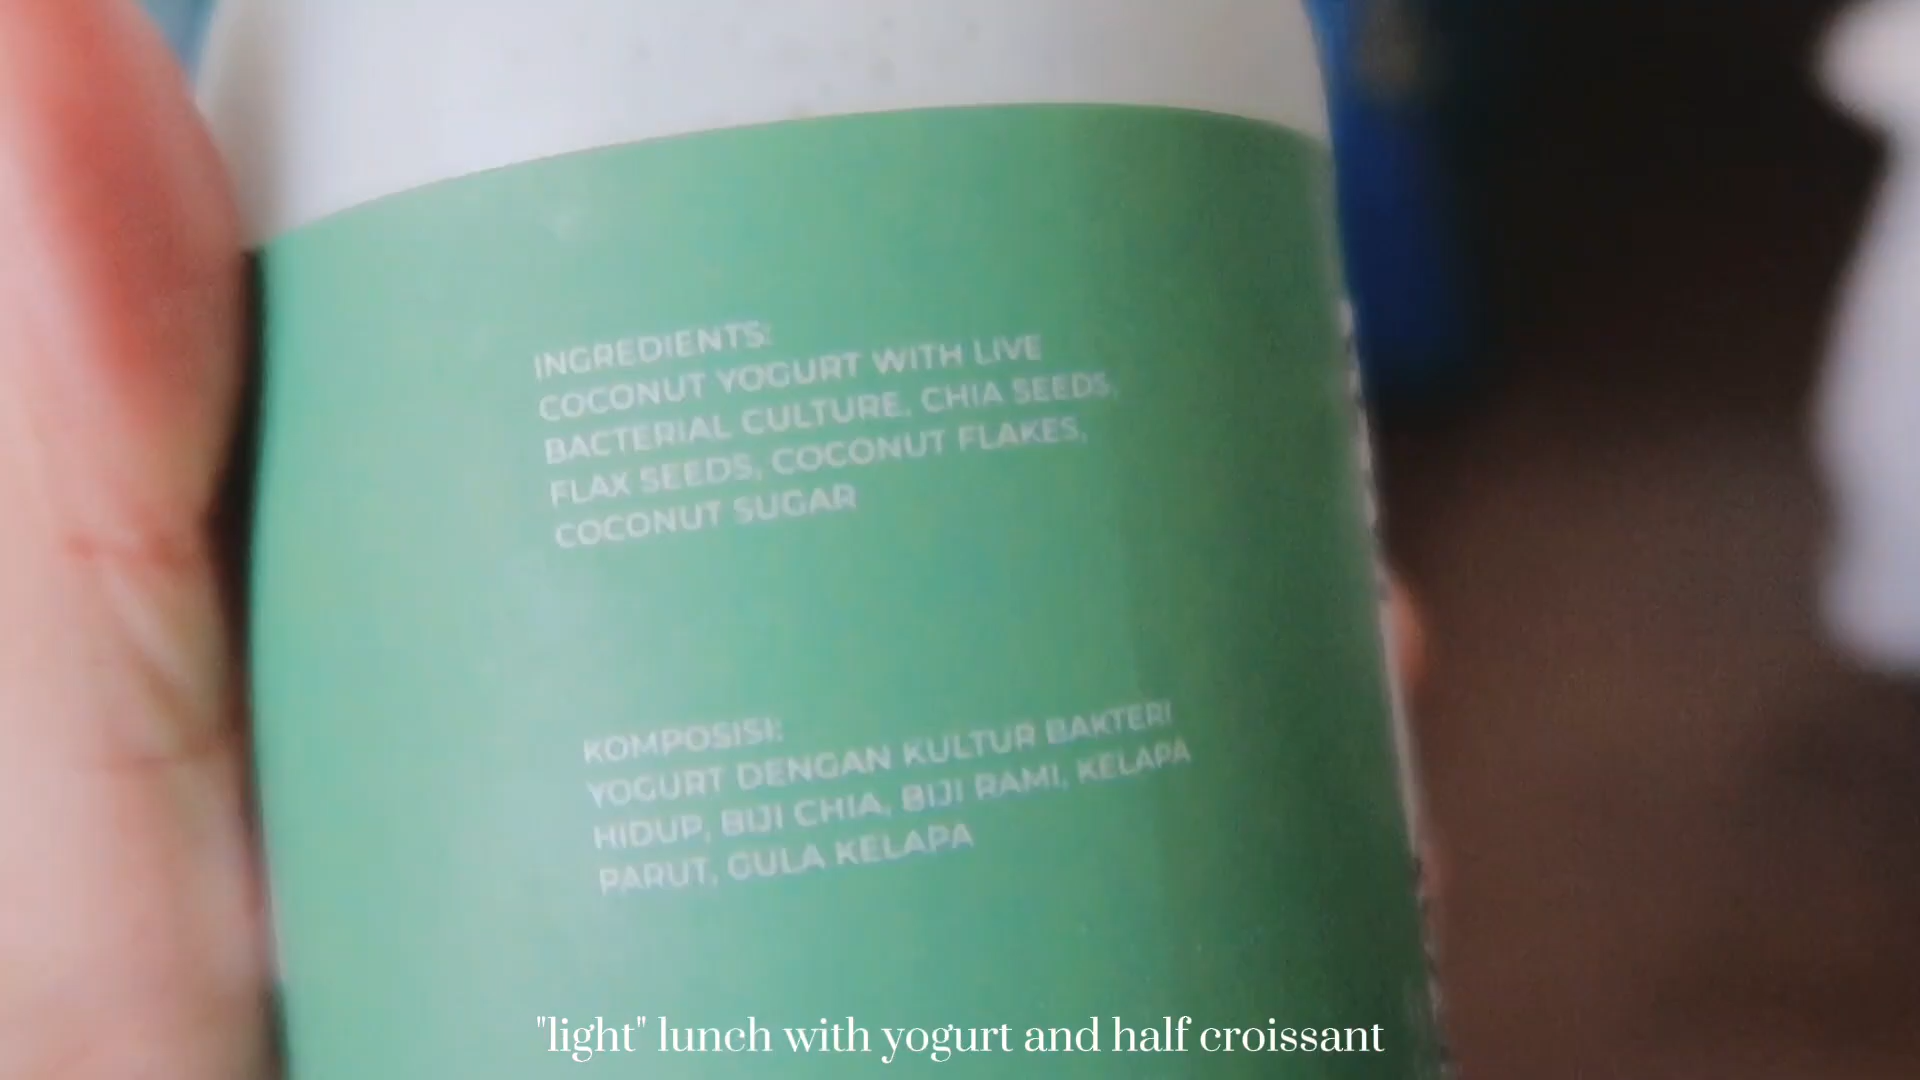 INGREDIENTS:
COCONUT YOGURT WITH LIVE
BACTERIAL CULTURE, CHIA SEEDS,
FLAX SEEDS, COCONUT FLAKES,
COCONUT SUGAR
KOMPOSISI:
YOGURT DENGAN KULTUR BAKTERI
HIDUP, BIJI CHIA, BIJI RAMI, KELAPA
PARUT, GULA KELAPA
"light" lunch with yogurt and half croissant